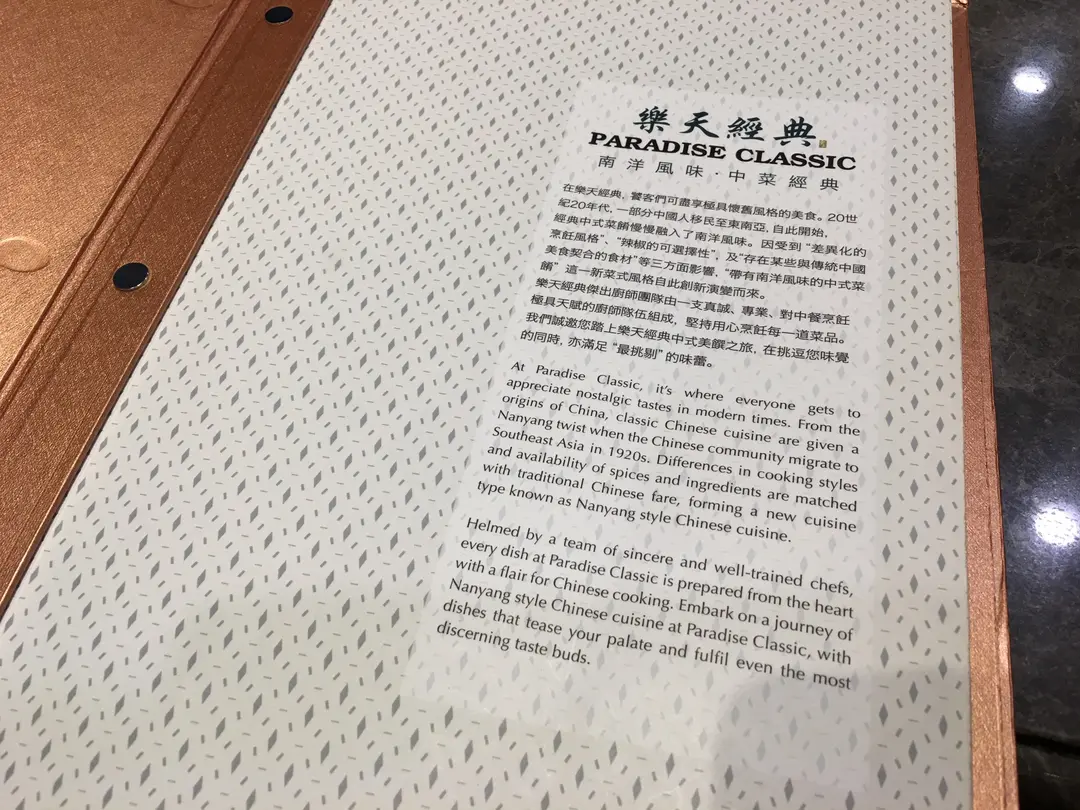 樂天經典
PARADISE CLASSIC
南洋風味·中菜經典
在樂天經典，饕客們可盡享極具懷舊風格的美食。20世
紀20年代，一部分中國人移民至東南亞，自此開始，
經典中式菜餚慢慢融入了南洋風味。因受到“差異化的
烹飪風格”、“辣椒的可選擇性”，及“存在某些與傳統中國
美食契合的食材”等三方面影響，“帶有南洋風味的中式菜
餚”這一新菜式風格自此創新演變而來。
樂天經典傑出廚師團隊由一支真誠、專業、對中餐烹飪
極具天賦的廚師隊伍組成，堅持用心烹飪每一道菜品。
我們誠邀您踏上樂天經典中式美饌之旅，在挑逗您味覺
的同時，亦滿足“最挑剔”的味蕾。
At Paradise Classic, it's where everyone gets to
appreciate nostalgic tastes in modern times. From the
origins of China, classic Chinese cuisine are given a
Nanyang twist when the Chinese community migrate to
Southeast Asia in 1920s. Differences in cooking styles
and availability of spices and ingredients are matched
with traditional Chinese fare, forming a new cuisine
type known as Nanyang style Chinese cuisine.
Helmed by a team of sincere and well-trained chefs,
every dish at Paradise Classic is prepared from the heart
with a flair for Chinese cooking. Embark on a journey of
Nanyang style Chinese cuisine at Paradise Classic, with
dishes that tease your palate and fulfil even the most
discerning taste buds.